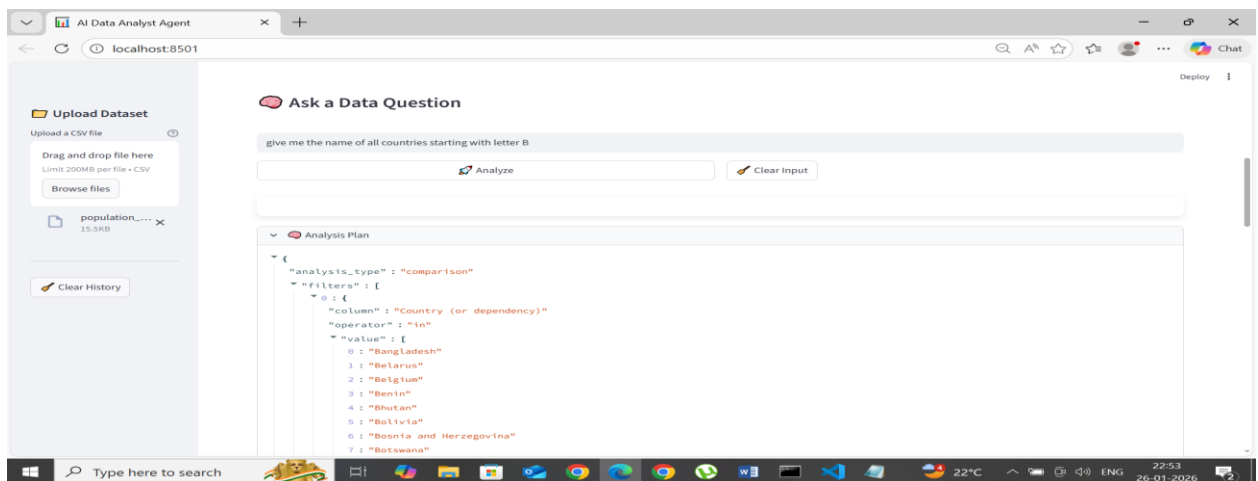 AI Data Analyst Agent
localhost:8501
Chat
Deploy
Upload Dataset
Upload a CSV file
Drag and drop file here
Limit 200MB per file • CSV
Browse files
population_...
15.5KB
Clear History
Ask a Data Question
give me the name of all countries starting with letter B
Analyze
Clear Input
Analysis Plan
{
"analysis_type" : "comparison"
"filters" : [
0 : {
"column" : "Country (or dependency)"
"operator" : "in"
"value" : [
0 : "Bangladesh"
1 : "Belarus"
2 : "Belgium"
3 : "Benin"
4 : "Bhutan"
5 : "Bolivia"
6 : "Bosnia and Herzegovina"
7 : "Botswana"
Type here to search
22°C
ENG
22:53
26-01-2026